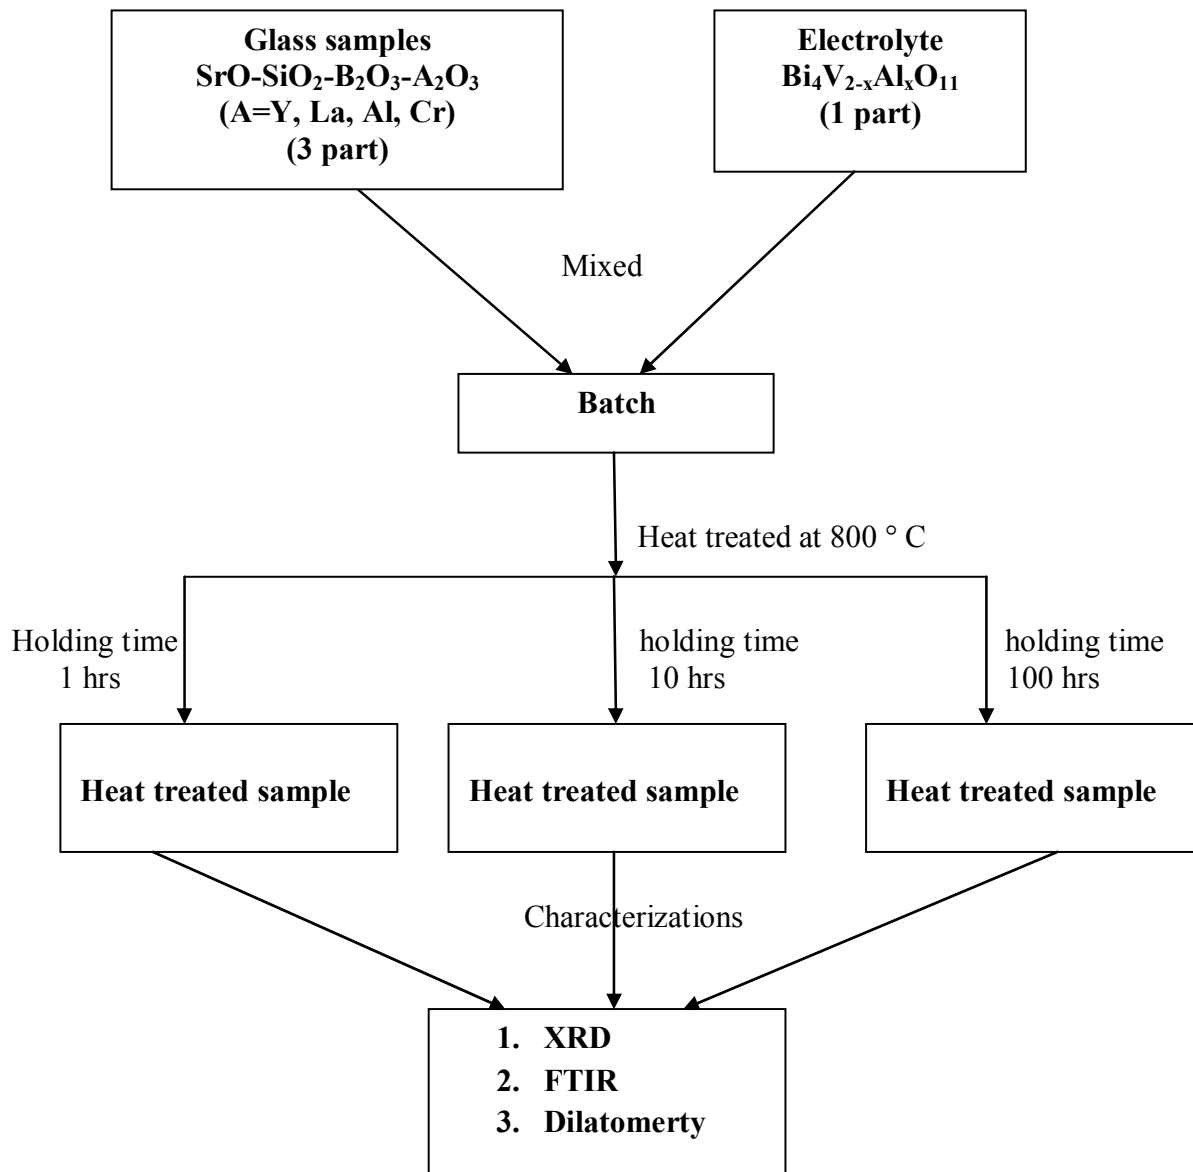 Glass samples
SrO-SiO₂-B₂O₃-A₂O₃
(A=Y, La, Al, Cr)
(3 part)
Electrolyte
Bi₄V₂₋ₓAlₓO₁₁
(1 part)
Mixed
Batch
Heat treated at 800 ° C
Holding time
1 hrs
holding time
10 hrs
holding time
100 hrs
Heat treated sample
Heat treated sample
Heat treated sample
Characterizations
1. XRD
2. FTIR
3. Dilatomerty